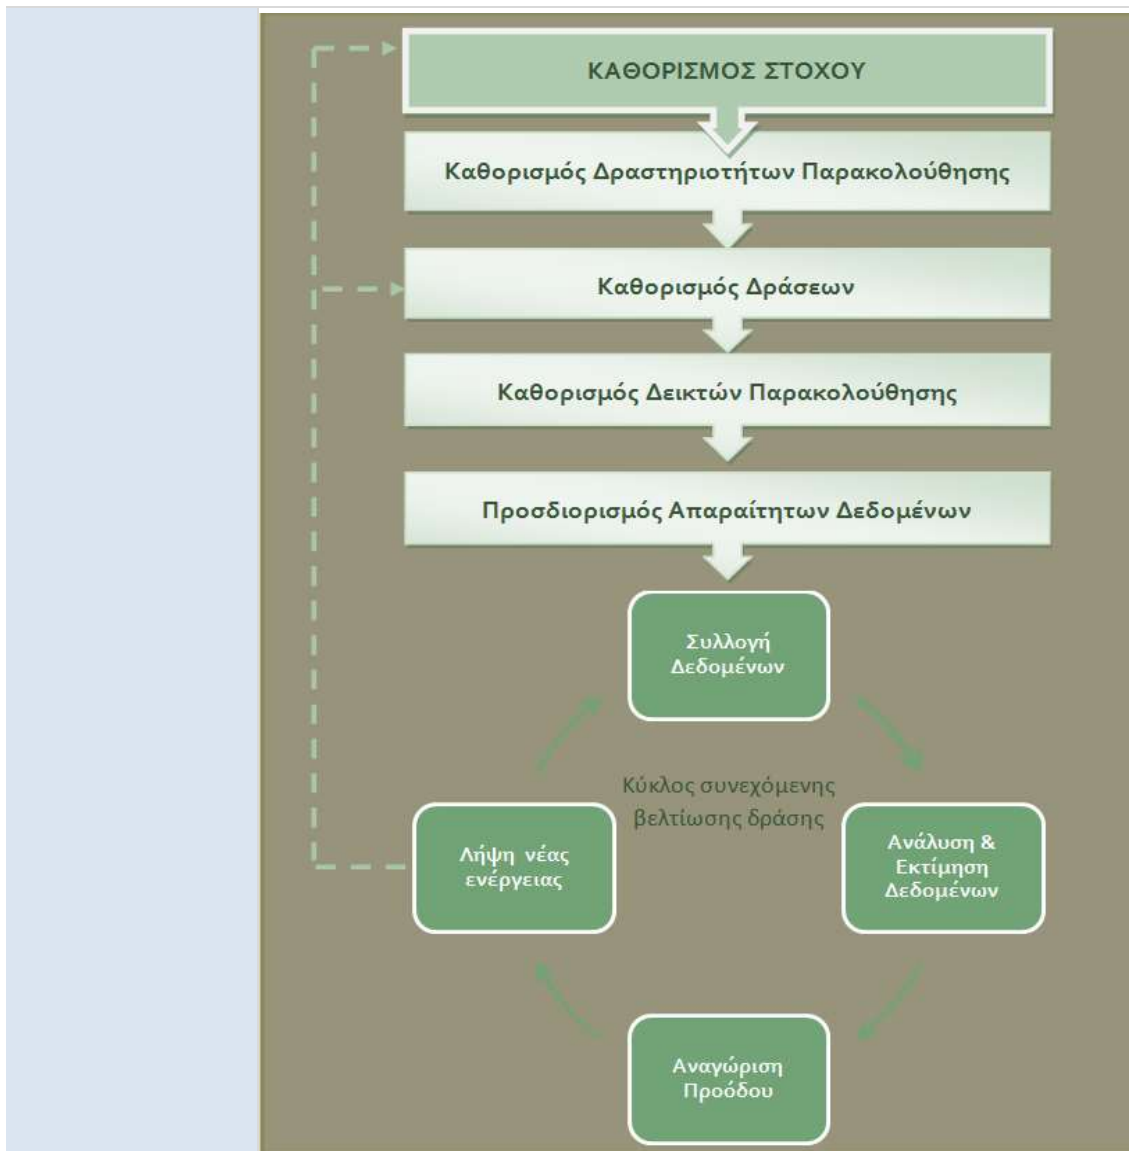 ΚΑΘΟΡΙΣΜΟΣ ΣΤΟΧΟΥ
Καθορισμός Δραστηριοτήτων Παρακολούθησης
Καθορισμός Δράσεων
Καθορισμός Δεικτών Παρακολούθησης
Προσδιορισμός Απαραίτητων Δεδομένων
Συλλογή
Δεδομένων
Κύκλος συνεχόμενης
βελτίωσης δράσης
Λήψη νέας
ενέργειας
Ανάλυση &
Εκτίμηση
Δεδομένων
Αναγώριση
Προόδου